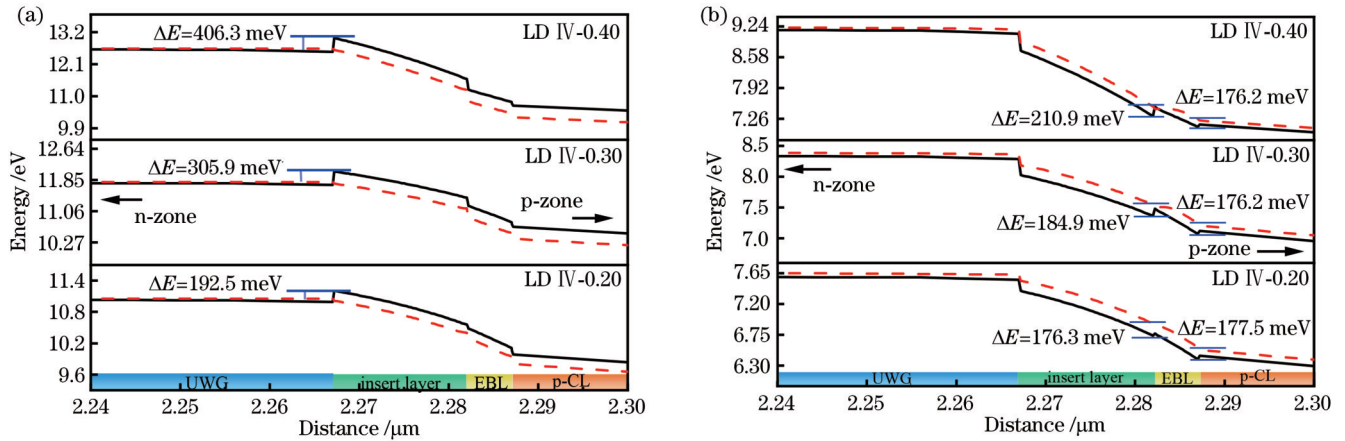 (a)
13.2
12.1
11.0
9.9
ΔE=406.3 meV
LD Ⅳ-0.40
12.64
11.85
11.06
10.27
ΔE=305.9 meV
LD Ⅳ-0.30
n-zone
p-zone
11.4
10.8
10.2
9.6
ΔE=192.5 meV
LD Ⅳ-0.20
UWG
insert layer
EBL
p-CL
Energy /eV
2.24 2.25 2.26 2.27 2.28 2.29 2.30
Distance /μm
(b)
9.24
8.58
7.92
7.26
LD Ⅳ-0.40
ΔE=176.2 meV
ΔE=210.9 meV
8.5
8.0
7.5
7.0
LD Ⅳ-0.30
n-zone
ΔE=176.2 meV
ΔE=184.9 meV
p-zone
7.65
7.20
6.75
6.30
LD Ⅳ-0.20
ΔE=177.5 meV
ΔE=176.3 meV
UWG
insert layer
EBL
p-CL
Energy /eV
2.24 2.25 2.26 2.27 2.28 2.29 2.30
Distance /μm